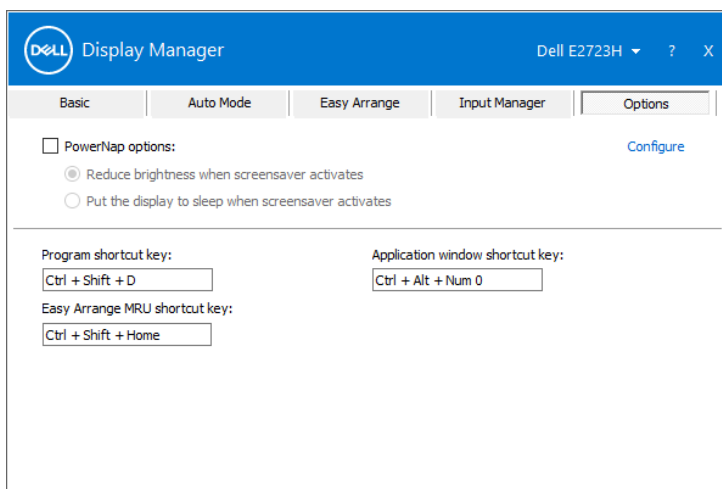 DELL Display Manager
Dell E2723H ? X
Basic Auto Mode Easy Arrange Input Manager Options
PowerNap options: Configure
Reduce brightness when screensaver activates
Put the display to sleep when screensaver activates
Program shortcut key: Application window shortcut key:
Ctrl + Shift + D Ctrl + Alt + Num 0
Easy Arrange MRU shortcut key:
Ctrl + Shift + Home